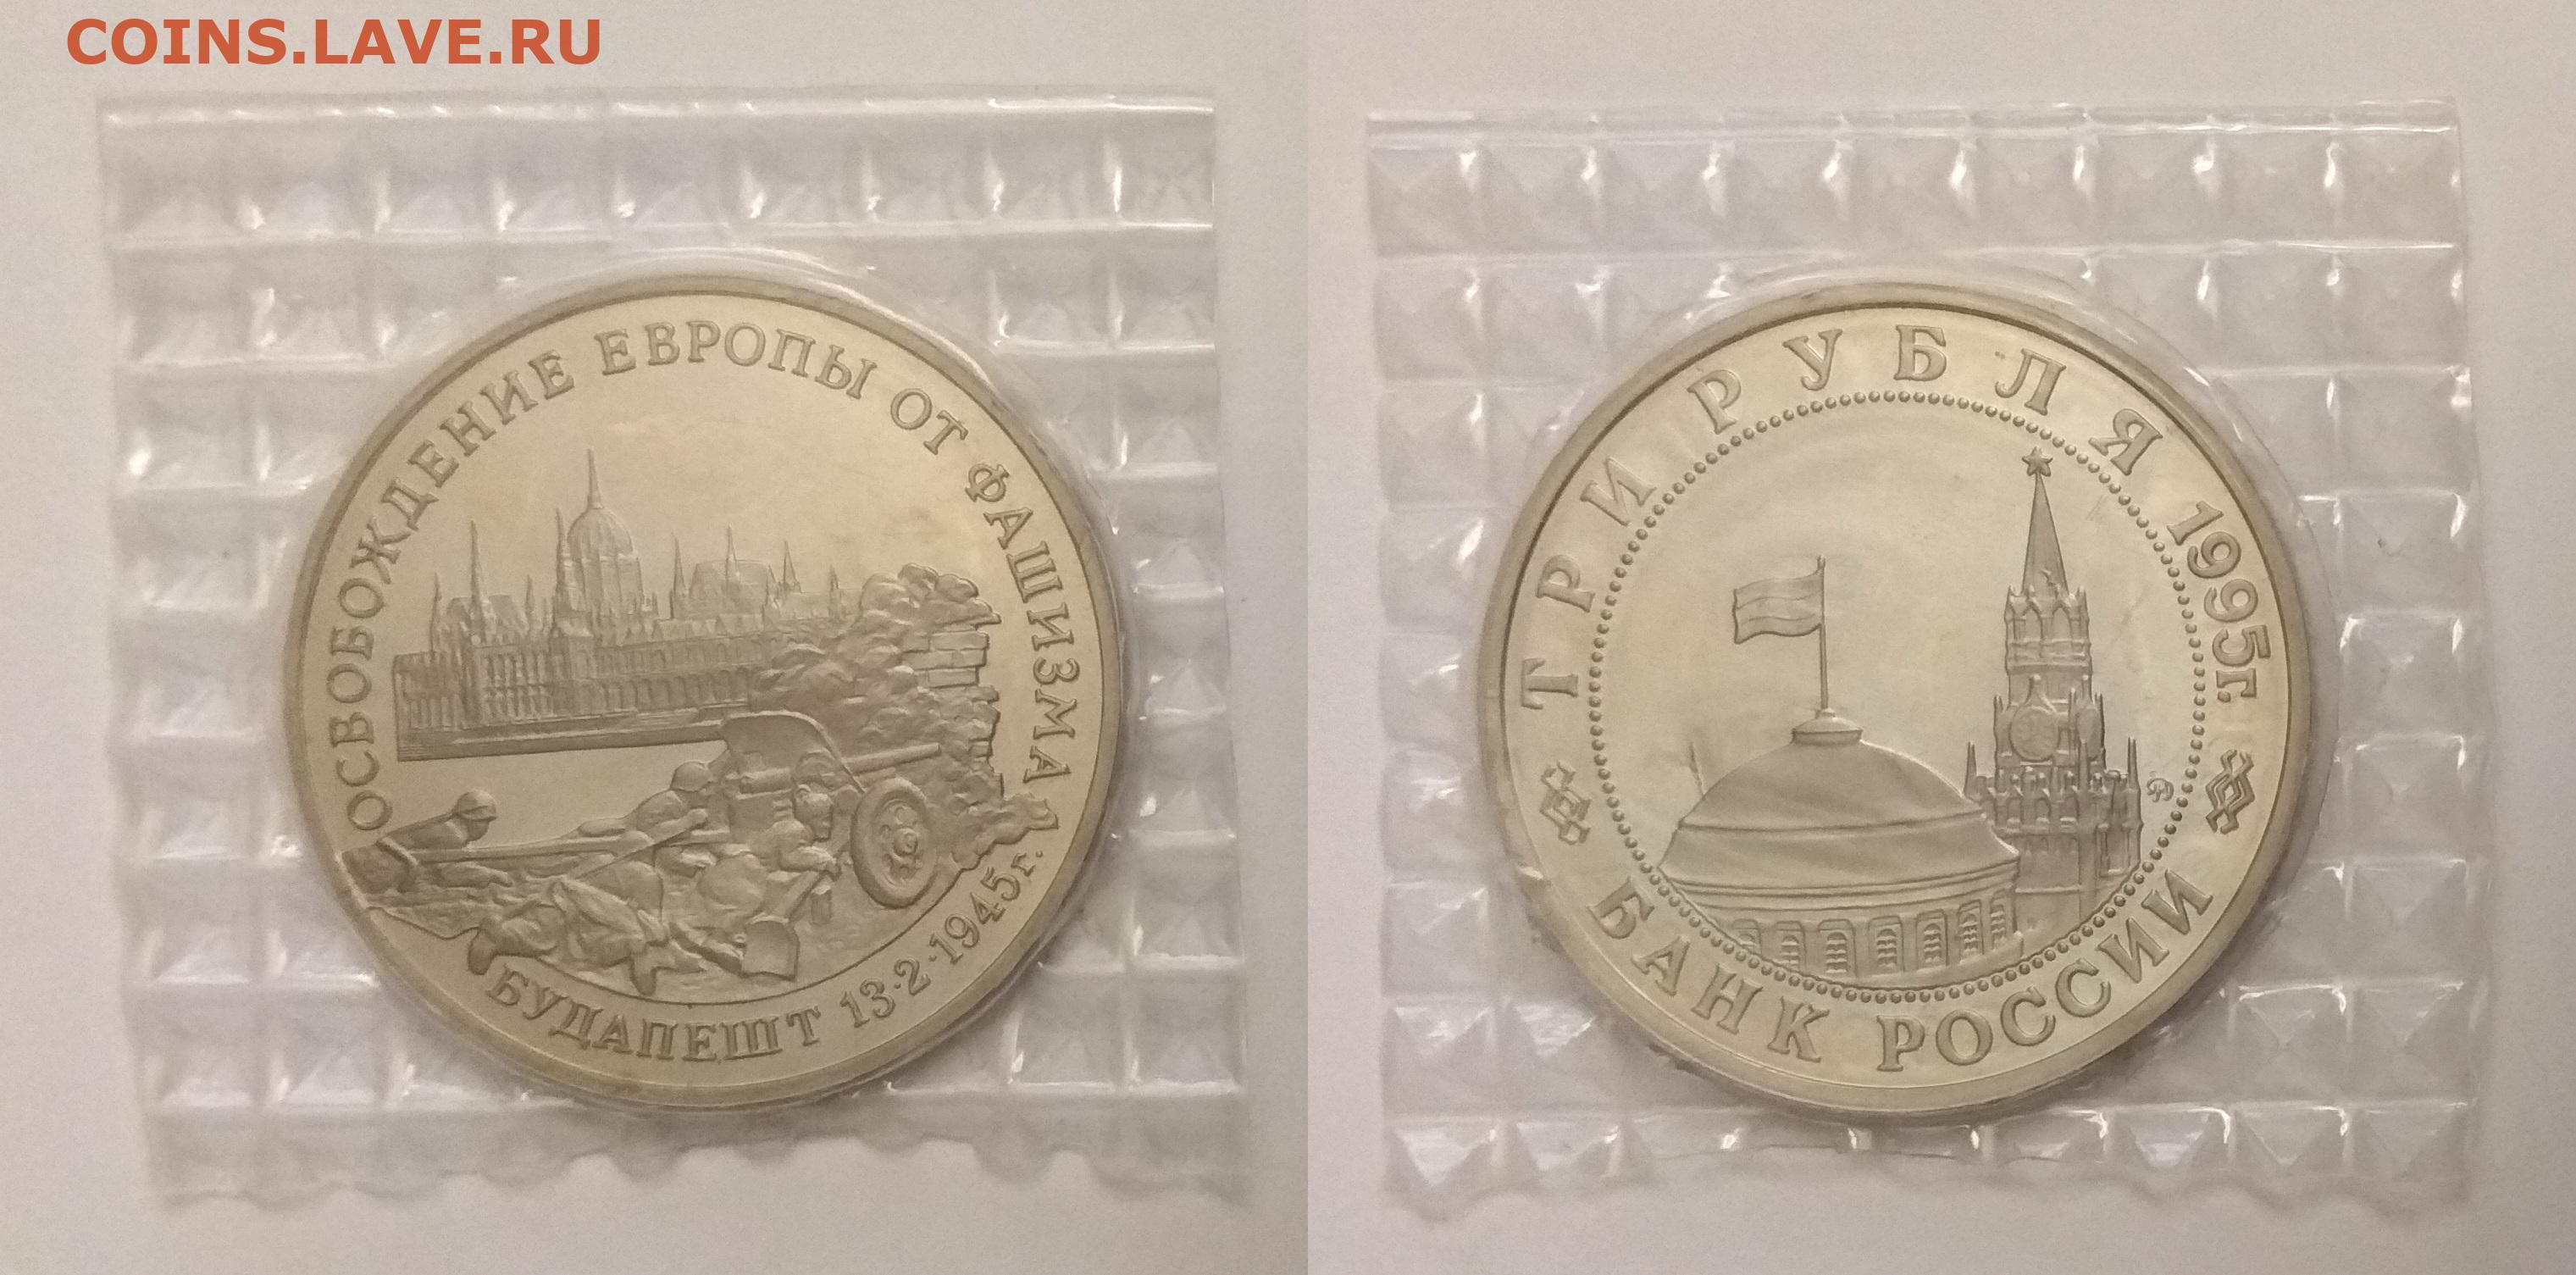 COINS.LAVE.RU
ОСВОБОЖДЕНИЕ ЕВРОПЫ ОТ ФАШИЗМА
БУДАПЕШТ 13·2·1945г.
ТРИ РУБЛЯ 1995г.
БАНК РОССИИ